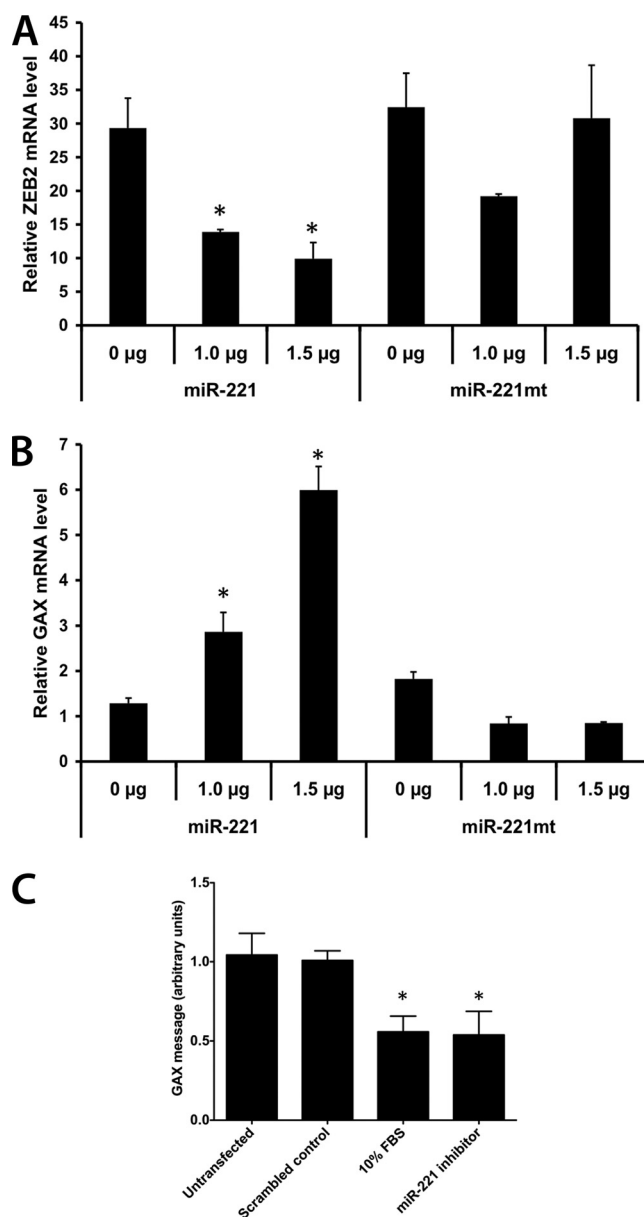 A
Relative ZEB2 mRNA level
45
40
35
30
25
20
15
10
5
0
*
*
0 µg 1.0 µg 1.5 µg 0 µg 1.0 µg 1.5 µg
miR-221 miR-221mt
B
Relative GAX mRNA level
7
6
5
4
3
2
1
0
*
*
0 µg 1.0 µg 1.5 µg 0 µg 1.0 µg 1.5 µg
miR-221 miR-221mt
C
GAX message (arbitrary units)
1.5
1.0
0.5
0.0
* *
Untransfected
Scrambled control
10% FBS
miR-221 inhibitor